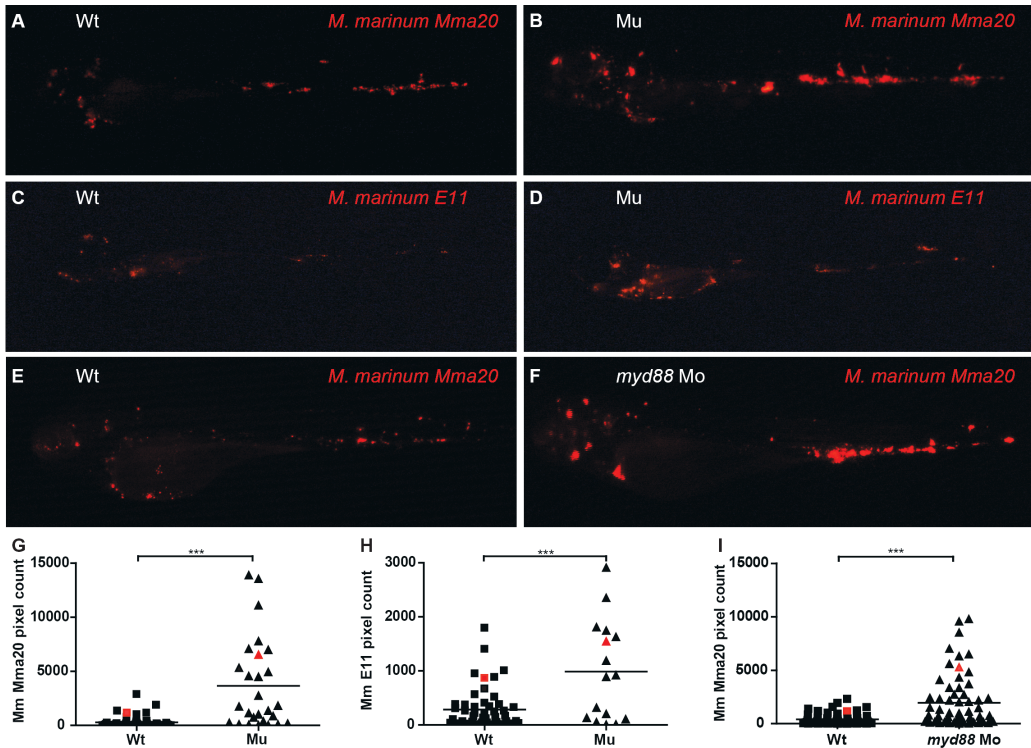 A Wt M. marinum Mma20
B Mu M. marinum Mma20
C Wt M. marinum E11
D Mu M. marinum E11
E Wt M. marinum Mma20
F myd88 Mo M. marinum Mma20
G
***
Mm Mma20 pixel count
15000
10000
5000
0
Wt Mu
H
***
Mm E11 pixel count
3000
2000
1000
0
Wt Mu
I
***
Mm Mma20 pixel count
15000
10000
5000
0
Wt myd88 Mo